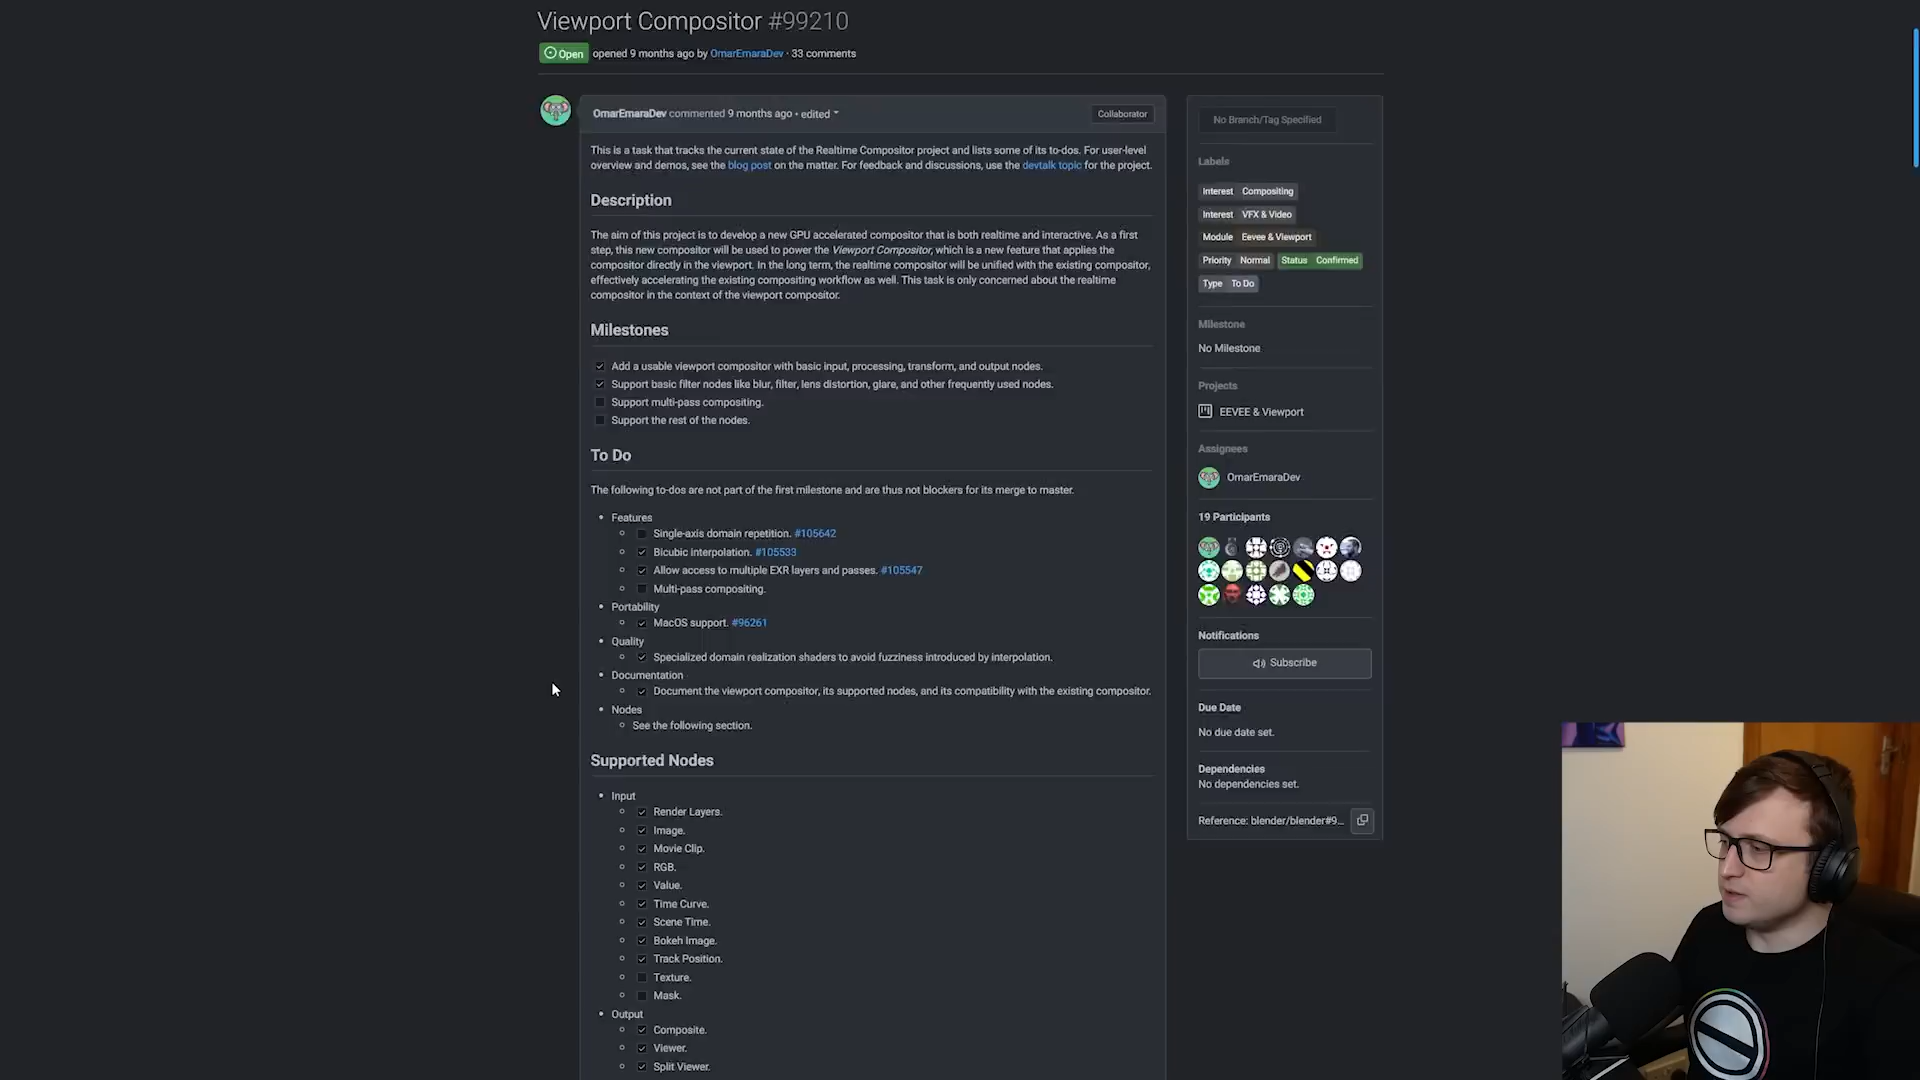 Viewport Compositor #99210
Open opened 9 months ago by OmarEmaraDev · 33 comments
OmarEmaraDev commented 9 months ago • edited
Collaborator
This is a task that tracks the current state of the Realtime Compositor project and lists some of its to-dos. For user-level
overview and demos, see the blog post on the matter. For feedback and discussions, use the devtalk topic for the project.
Description
The aim of this project is to develop a new GPU accelerated compositor that is both realtime and interactive. As a first
step, this new compositor will be used to power the Viewport Compositor, which is a new feature that applies the
compositor directly in the viewport. In the long term, the realtime compositor will be unified with the existing compositor,
effectively accelerating the existing compositing workflow as well. This task is only concerned about the realtime
compositor in the context of the viewport compositor.
Milestones
Add a usable viewport compositor with basic input, processing, transform, and output nodes.
Support basic filter nodes like blur, filter, lens distortion, glare, and other frequently used nodes.
Support multi-pass compositing.
Support the rest of the nodes.
To Do
The following to-dos are not part of the first milestone and are thus not blockers for its merge to master.
• Features
Single-axis domain repetition. #105642
Bicubic interpolation. #105533
Allow access to multiple EXR layers and passes. #105547
Multi-pass compositing.
• Portability
MacOS support. #96261
• Quality
Specialized domain realization shaders to avoid fuzziness introduced by interpolation.
• Documentation
Document the viewport compositor, its supported nodes, and its compatibility with the existing compositor.
• Nodes
See the following section.
Supported Nodes
• Input
Render Layers.
Image.
Movie Clip.
RGB.
Value.
Time Curve.
Scene Time.
Bokeh Image.
Track Position.
Texture.
Mask.
• Output
Composite.
Viewer.
Split Viewer.
No Branch/Tag Specified
Labels
Interest Compositing
Interest VFX & Video
Module Eevee & Viewport
Priority Normal Status Confirmed
Type To Do
Milestone
No Milestone
Projects
EEVEE & Viewport
Assignees
OmarEmaraDev
19 Participants
Notifications
Subscribe
Due Date
No due date set.
Dependencies
No dependencies set.
Reference: blender/blender#9...